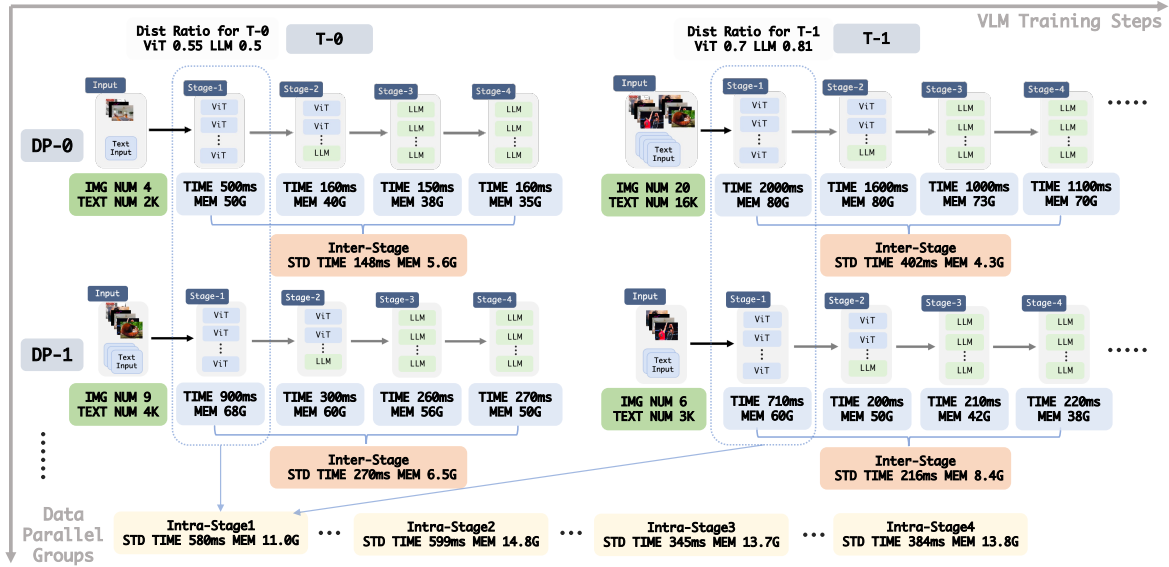 VLM Training Steps
Dist Ratio for T-0
ViT 0.55 LLM 0.5
T-0
Dist Ratio for T-1
ViT 0.7 LLM 0.81
T-1
DP-0
Input
Text
Input
IMG NUM 4
TEXT NUM 2K
Stage-1
ViT
ViT
ViT
TIME 500ms
MEM 50G
Stage-2
ViT
ViT
LLM
TIME 160ms
MEM 40G
Stage-3
LLM
LLM
LLM
TIME 150ms
MEM 38G
Stage-4
LLM
LLM
LLM
TIME 160ms
MEM 35G
Inter-Stage
STD TIME 148ms MEM 5.6G
Input
Text
Input
IMG NUM 20
TEXT NUM 16K
Stage-1
ViT
ViT
ViT
TIME 2000ms
MEM 80G
Stage-2
ViT
ViT
LLM
TIME 1600ms
MEM 80G
Stage-3
LLM
LLM
LLM
TIME 1000ms
MEM 73G
Stage-4
LLM
LLM
LLM
TIME 1100ms
MEM 70G
Inter-Stage
STD TIME 402ms MEM 4.3G
DP-1
Input
Text
Input
IMG NUM 9
TEXT NUM 4K
Stage-1
ViT
ViT
ViT
TIME 900ms
MEM 68G
Stage-2
ViT
ViT
LLM
TIME 300ms
MEM 60G
Stage-3
LLM
LLM
LLM
TIME 260ms
MEM 56G
Stage-4
LLM
LLM
LLM
TIME 270ms
MEM 50G
Inter-Stage
STD TIME 270ms MEM 6.5G
Input
Text
Input
IMG NUM 6
TEXT NUM 3K
Stage-1
ViT
ViT
ViT
TIME 710ms
MEM 60G
Stage-2
ViT
ViT
LLM
TIME 200ms
MEM 50G
Stage-3
LLM
LLM
LLM
TIME 210ms
MEM 42G
Stage-4
LLM
LLM
LLM
TIME 220ms
MEM 38G
Inter-Stage
STD TIME 216ms MEM 8.4G
Data
Parallel
Groups
Intra-Stage1
STD TIME 580ms MEM 11.0G
Intra-Stage2
STD TIME 599ms MEM 14.8G
Intra-Stage3
STD TIME 345ms MEM 13.7G
Intra-Stage4
STD TIME 384ms MEM 13.8G